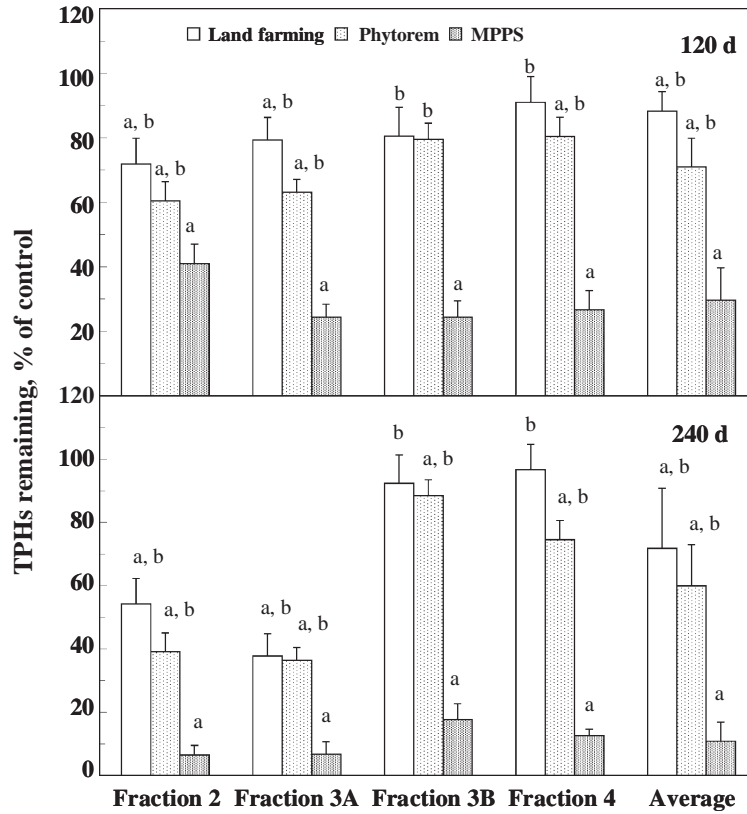 TPHs remaining, % of control
120
100
80
60
40
20
120
100
80
60
40
20
0
Land farming Phytorem MPPS
120 d
a, b
a, b
a
a, b
a, b
a
b
b
a
b
a, b
a
a, b
a, b
a
240 d
a, b
a, b
a
a, b
a, b
a
b
a, b
a
b
a, b
a
a, b
a, b
a
Fraction 2 Fraction 3A Fraction 3B Fraction 4 Average